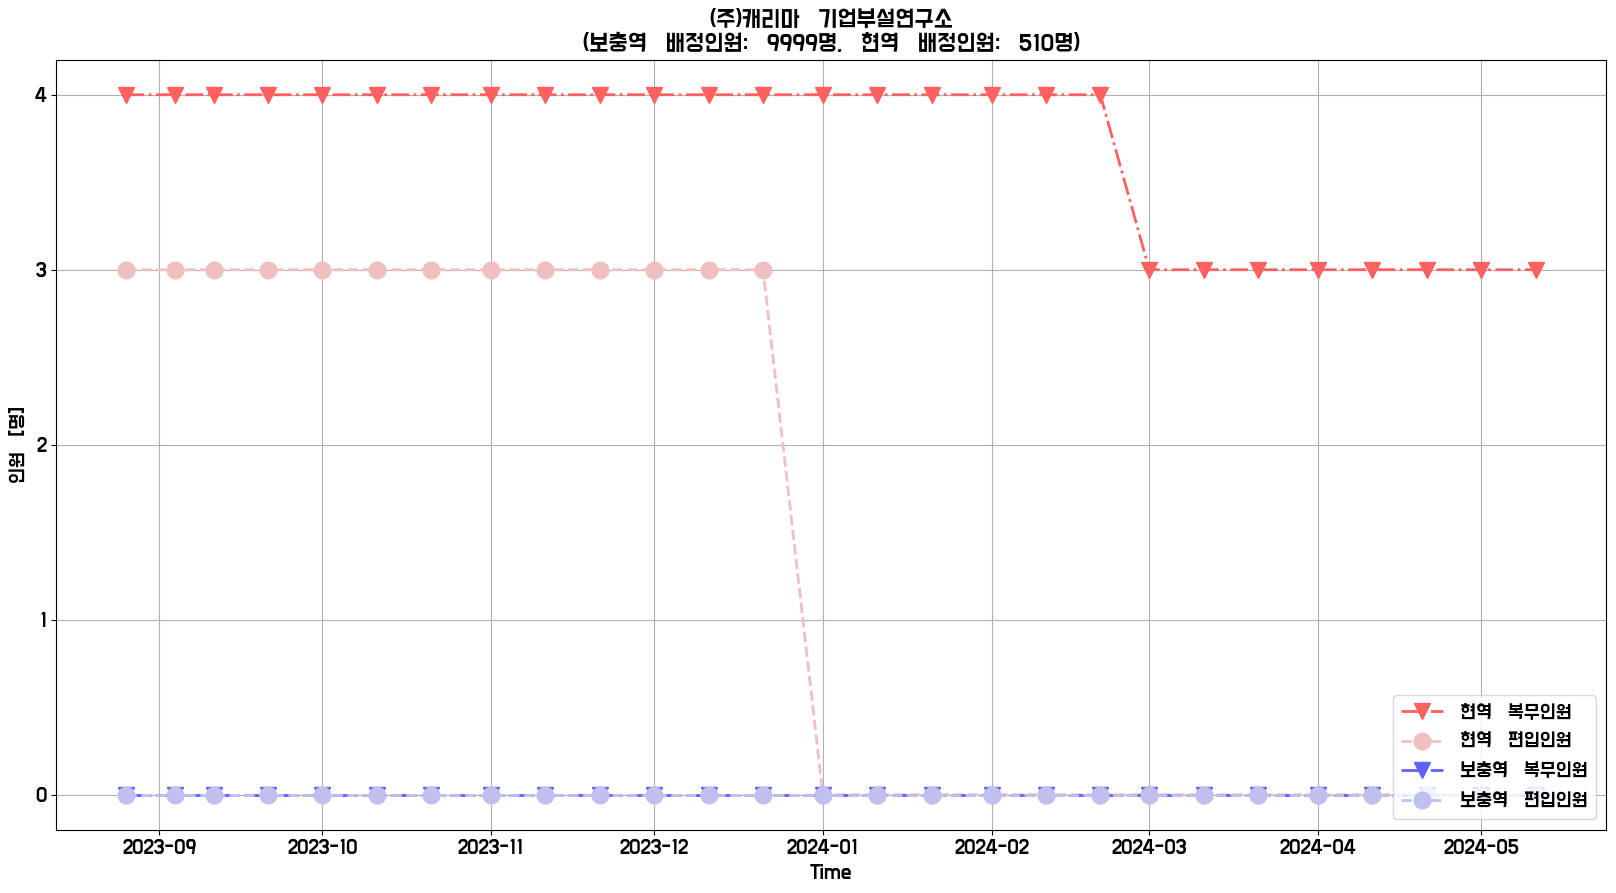 (주)캐리마 기업부설연구소
(보충역 배정인원: 9999명, 현역 배정인원: 510명)
인원 [명]
4
3
2
1
0
2023-09 2023-10 2023-11 2023-12 2024-01 2024-02 2024-03 2024-04 2024-05
Time
현역 복무인원
현역 편입인원
보충역 복무인원
보충역 편입인원